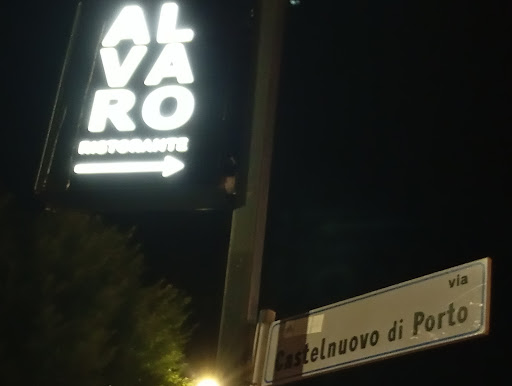 AL
VA
RO
RISTORANTE
via
Castelnuovo di Porto